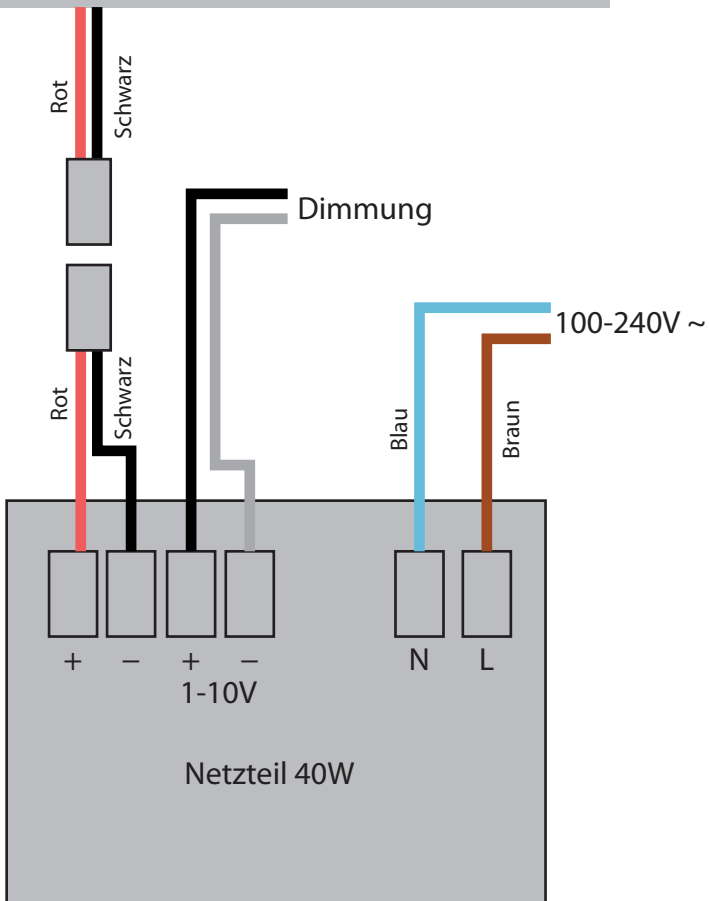 Rot
Schwarz
Dimmung
100-240V ~
Rot
Schwarz
Blau
Braun
+ − + − N L
1-10V
Netzteil 40W